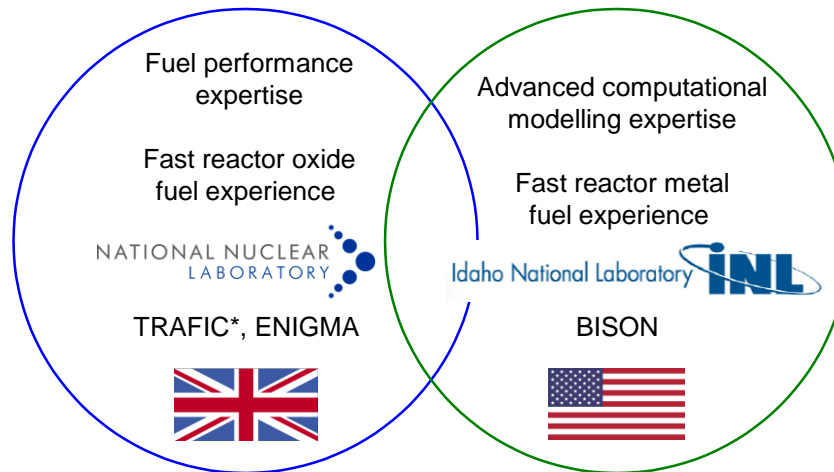 Fuel performance
expertise
Fast reactor oxide
fuel experience
NATIONAL NUCLEAR
LABORATORY
TRAFIC*, ENIGMA
Advanced computational
modelling expertise
Fast reactor metal
fuel experience
Idaho National Laboratory INL
BISON